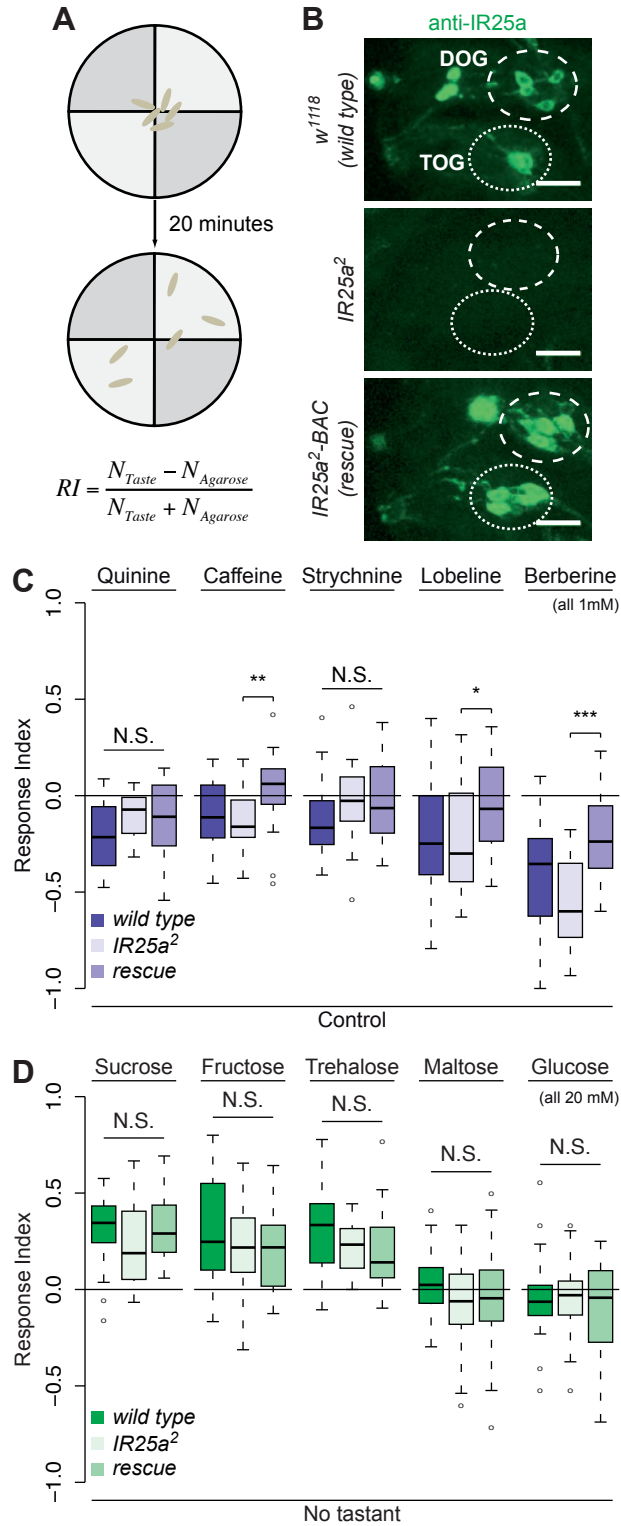 A
20 minutes
RI = (N_Taste − N_Agarose) / (N_Taste + N_Agarose)
B
anti-IR25a
w^1118
(wild type)
DOG
TOG
IR25a²
IR25a²-BAC
(rescue)
C
Quinine Caffeine Strychnine Lobeline Berberine
(all 1mM)
Response Index
1.0
0.5
0.0
−0.5
−1.0
N.S.
**
N.S.
*
***
wild type
IR25a²
rescue
Control
D
Sucrose Fructose Trehalose Maltose Glucose
(all 20 mM)
Response Index
1.0
0.5
0.0
−0.5
−1.0
N.S.
N.S.
N.S.
N.S.
N.S.
wild type
IR25a²
rescue
No tastant